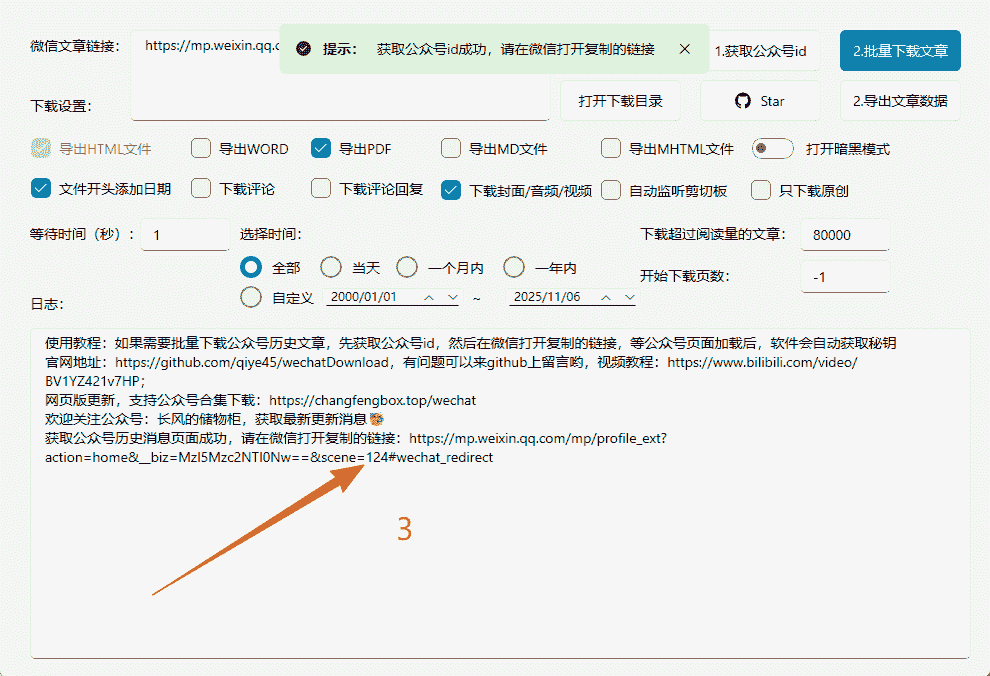 微信文章链接：
https://mp.weixin.qq.c
提示： 获取公众号id成功，请在微信打开复制的链接
1.获取公众号id
2.批量下载文章
下载设置：
打开下载目录
Star
2.导出文章数据
导出HTML文件
导出WORD
导出PDF
导出MD文件
导出MHTML文件
打开暗黑模式
文件开头添加日期
下载评论
下载评论回复
下载封面/音频/视频
自动监听剪切板
只下载原创
等待时间（秒）：
1
选择时间：
下载超过阅读量的文章：
80000
全部
当天
一个月内
一年内
开始下载页数：
-1
自定义
2000/01/01
~
2025/11/06
日志：
使用教程：如果需要批量下载公众号历史文章，先获取公众号id，然后在微信打开复制的链接，等公众号页面加载后，软件会自动获取秘钥
官网地址：https://github.com/qiye45/wechatDownload，有问题可以来github上留言哟，视频教程：https://www.bilibili.com/video/
BV1YZ421v7HP；
网页版更新，支持公众号合集下载：https://changfengbox.top/wechat
欢迎关注公众号：长风的储物柜，获取最新更新消息
获取公众号历史消息页面成功，请在微信打开复制的链接：https://mp.weixin.qq.com/mp/profile_ext?
action=home&__biz=MzI5Mzc2NTI0Nw==&scene=124#wechat_redirect
3